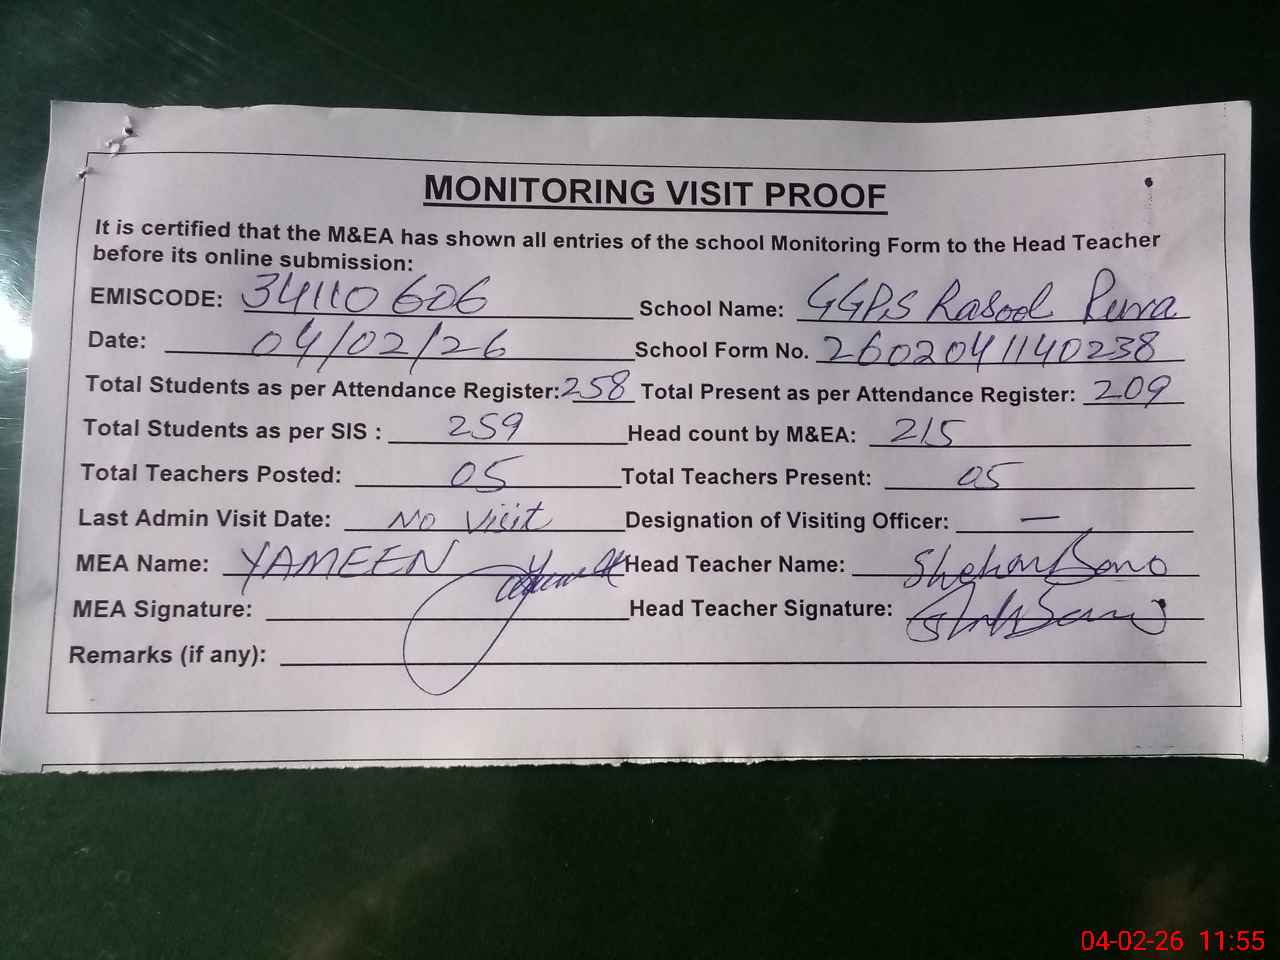 MONITORING VISIT PROOF
It is certified that the M&EA has shown all entries of the school Monitoring Form to the Head Teacher
before its online submission:
EMISCODE: 34110606 School Name: GGPS Rasool Purra
Date: 04/02/26 School Form No. 2602041140238
Total Students as per Attendance Register: 258 Total Present as per Attendance Register: 209
Total Students as per SIS : 259 Head count by M&EA: 215
Total Teachers Posted: 05 Total Teachers Present: 05
Last Admin Visit Date: No Visit Designation of Visiting Officer: —
MEA Name: YAMEEN Head Teacher Name: Bano
MEA Signature: Head Teacher Signature:
Remarks (if any):
04-02-26 11:55